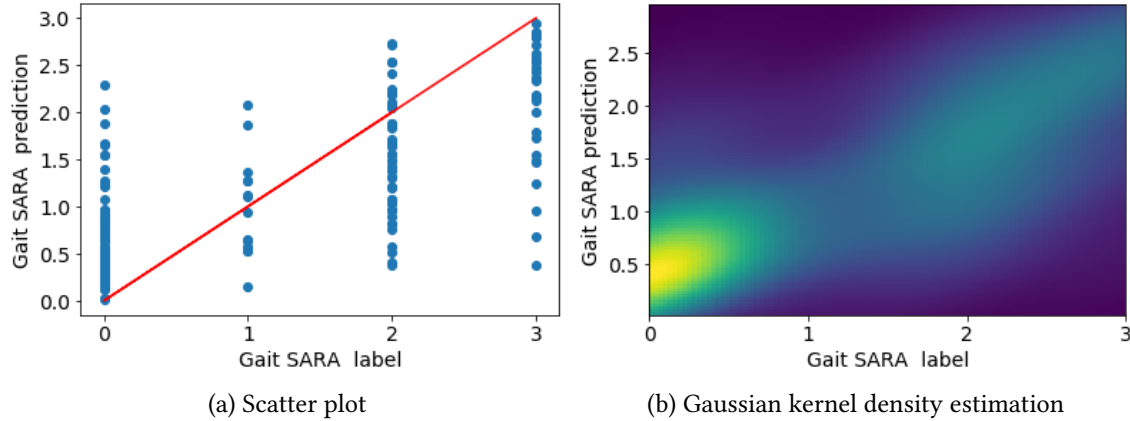 3.0
2.5
2.0
1.5
1.0
0.5
0.0
Gait SARA prediction
0 1 2 3
Gait SARA label
(a) Scatter plot
2.5
2.0
1.5
1.0
0.5
Gait SARA prediction
0 1 2 3
Gait SARA label
(b) Gaussian kernel density estimation